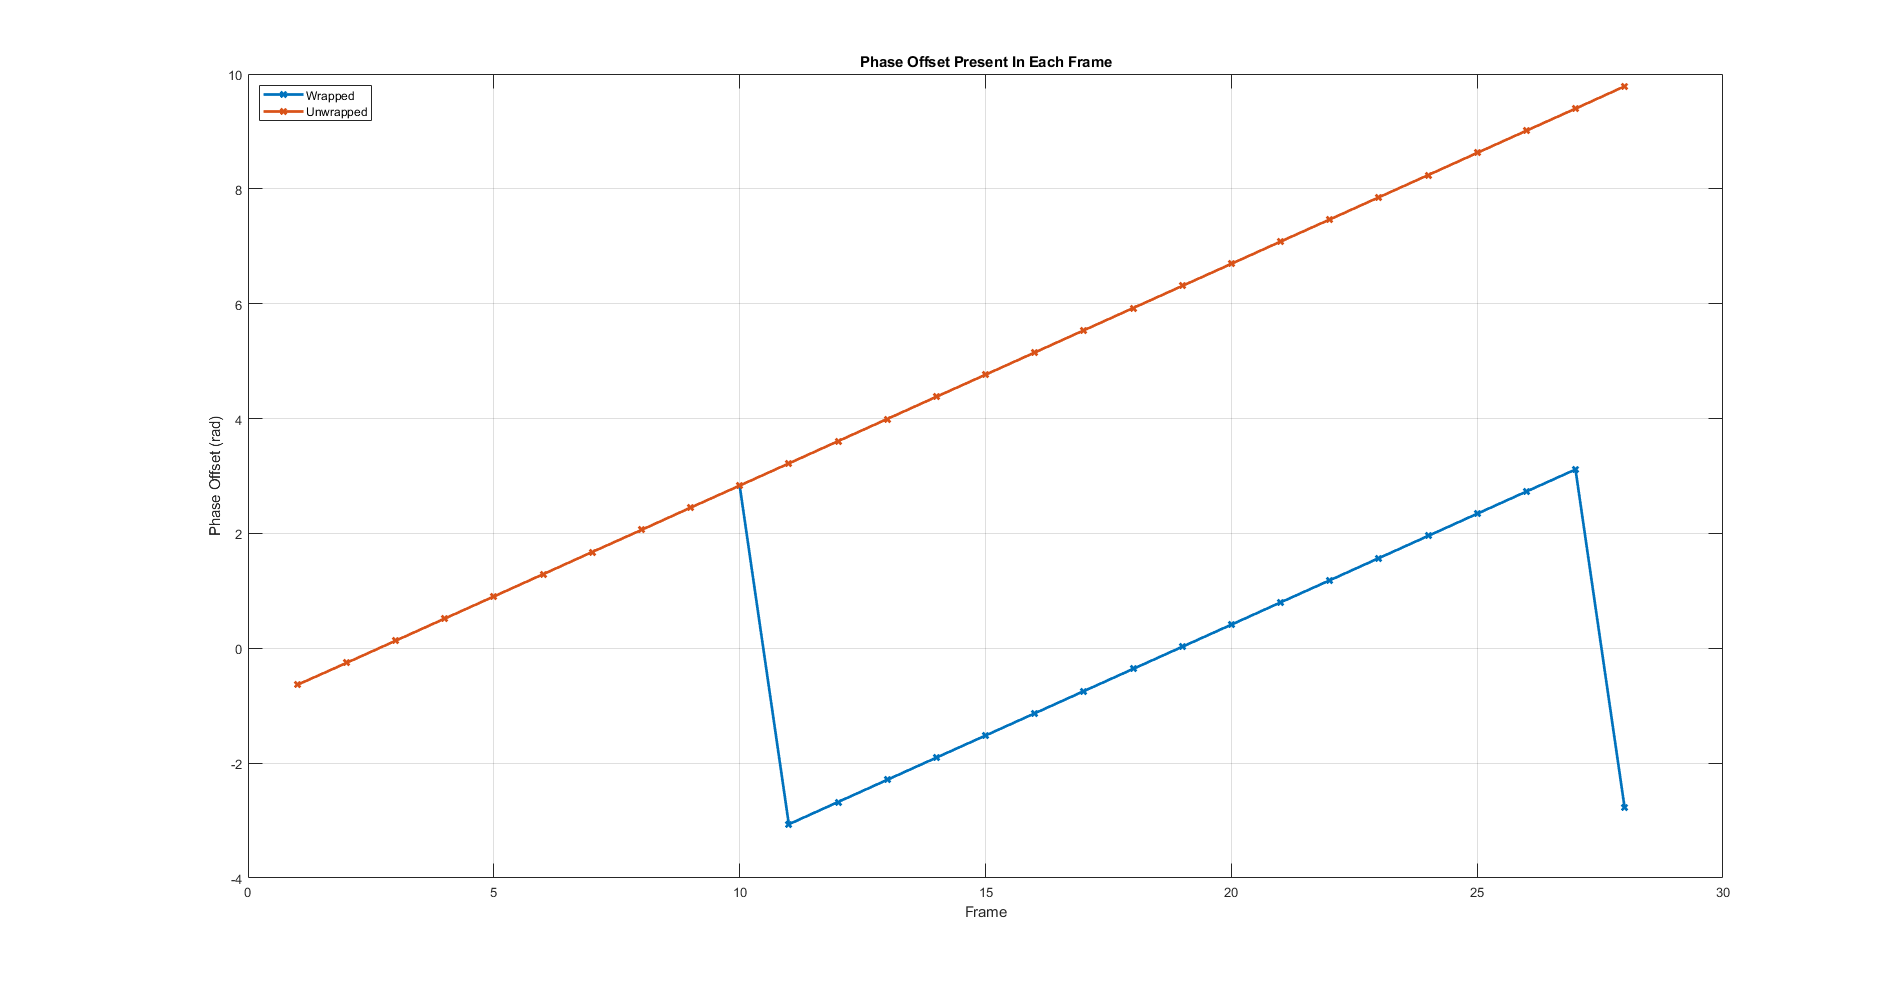 Phase Offset Present In Each Frame
Wrapped
Unwrapped
Phase Offset (rad)
10
8
6
4
2
0
-2
-4
0 5 10 15 20 25 30
Frame